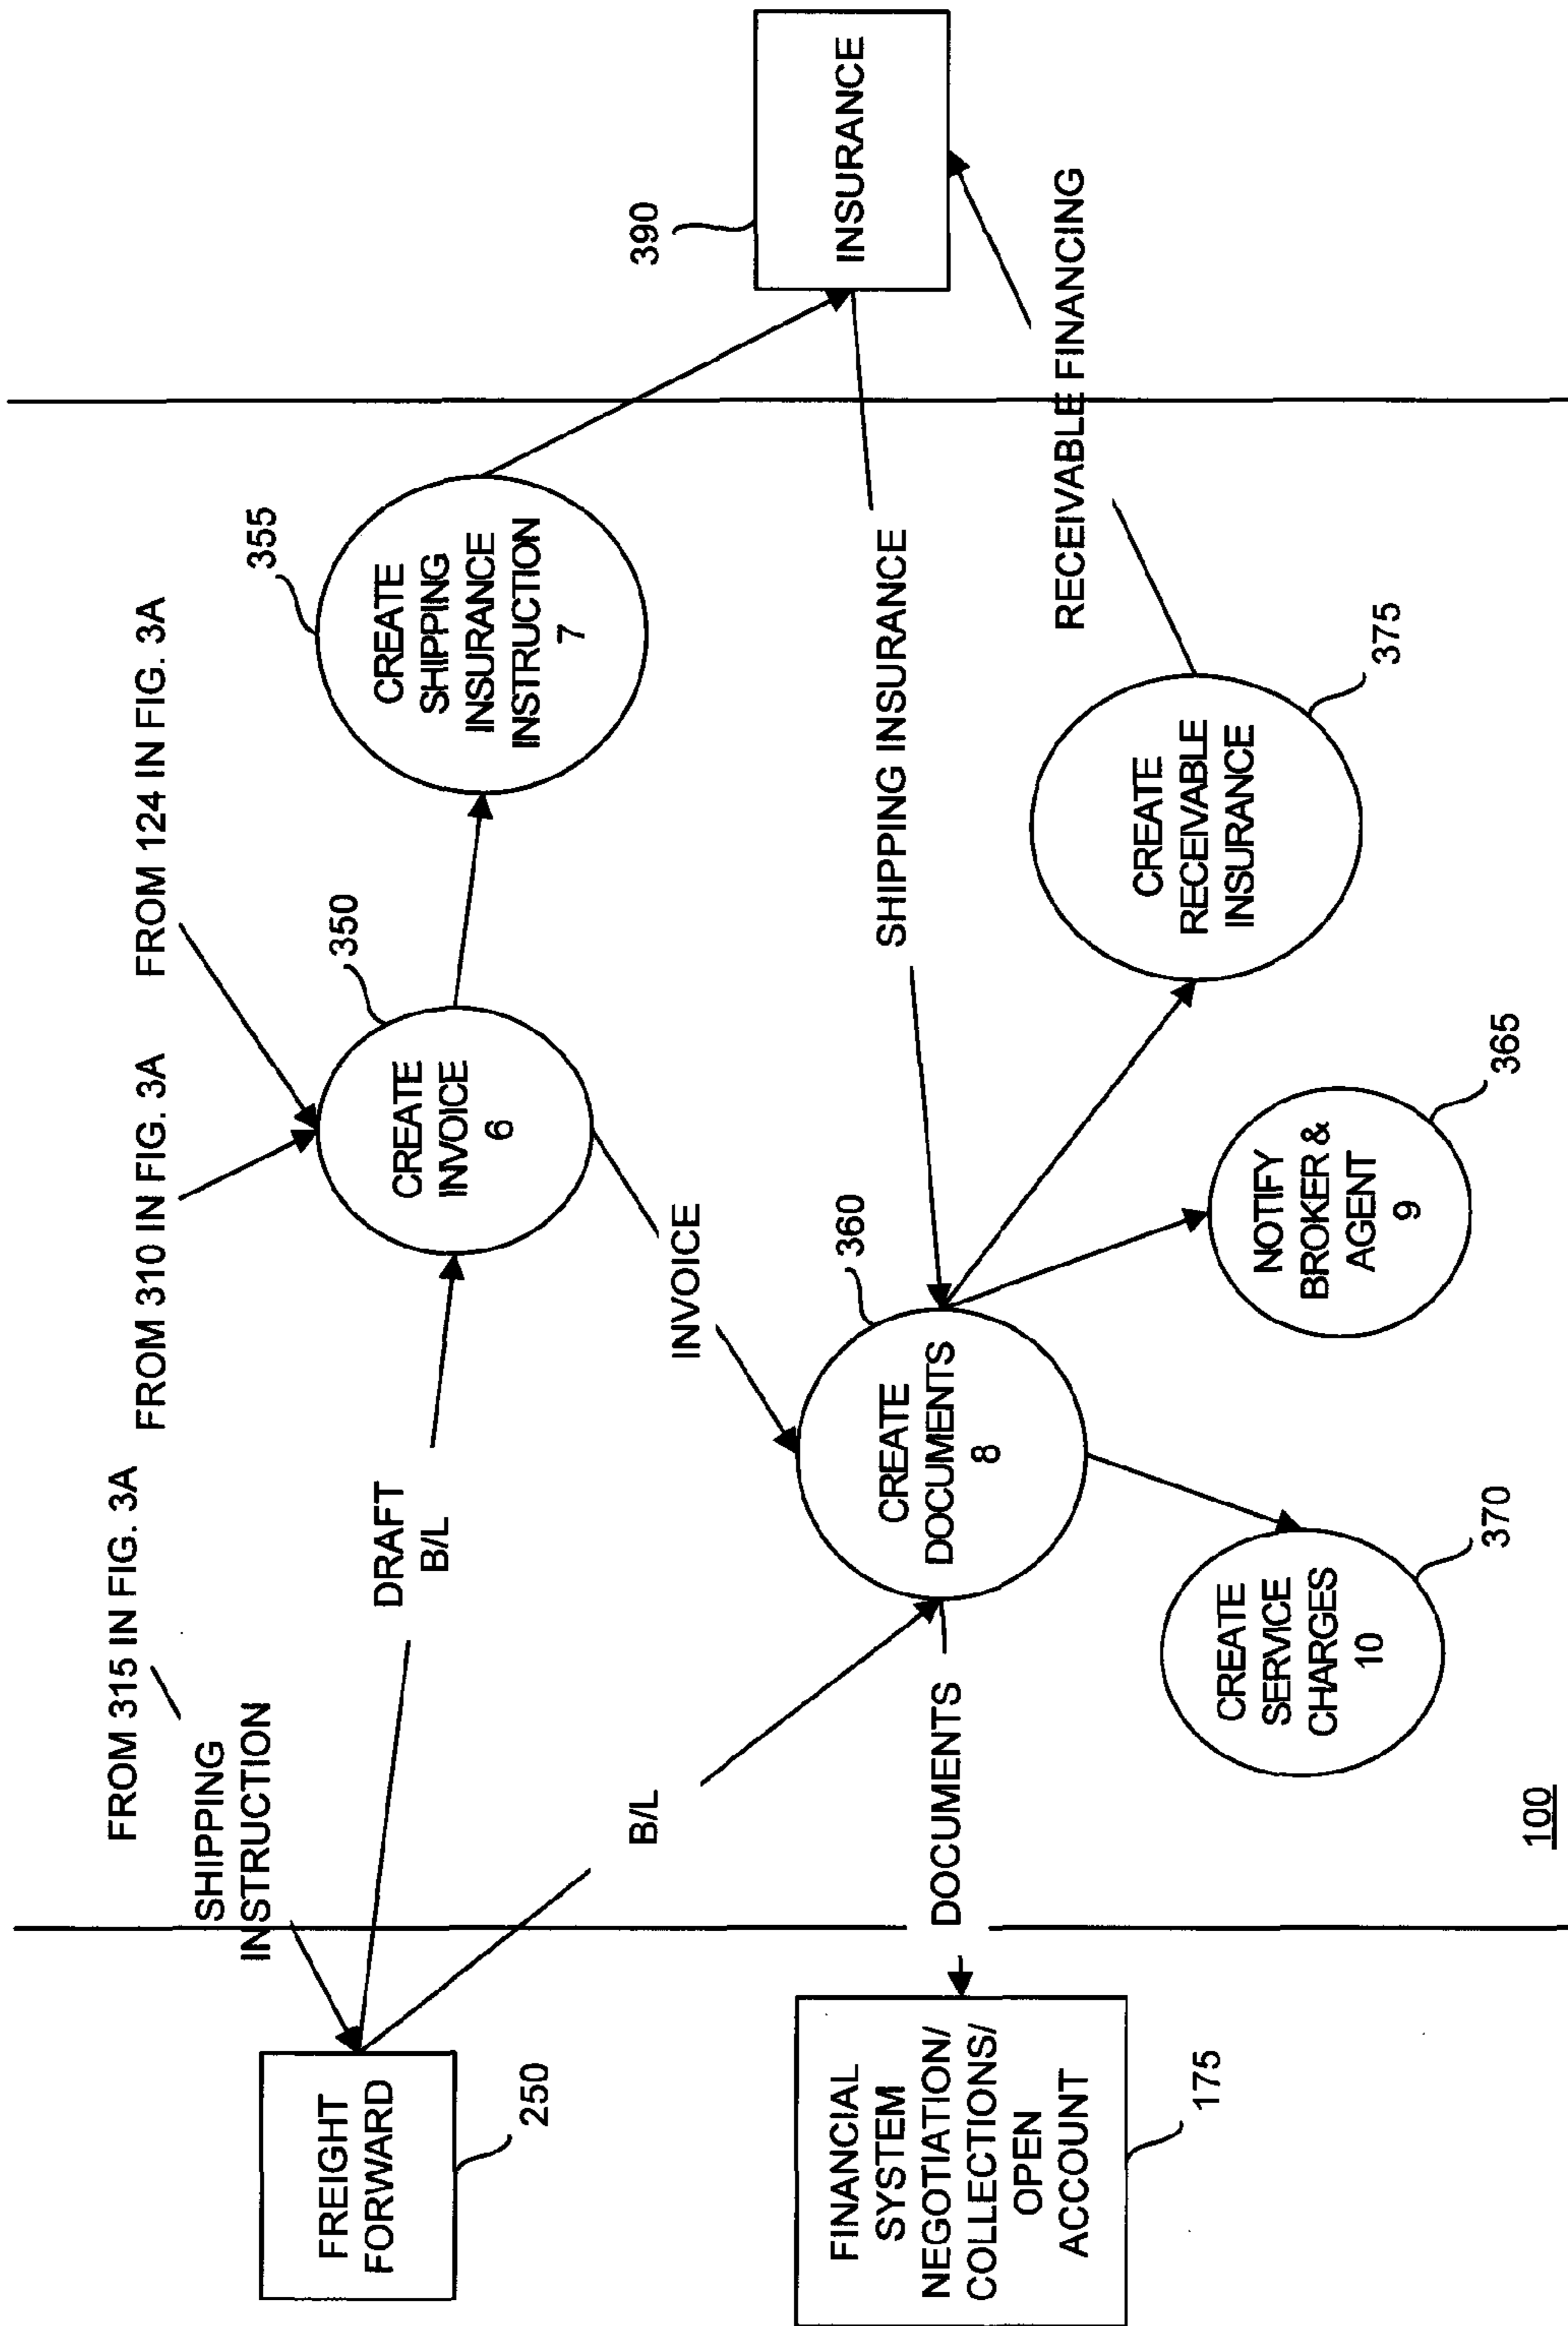 FROM 315 IN FIG. 3A
FROM 310 IN FIG. 3A
FROM 124 IN FIG. 3A
SHIPPING
INSTRUCTION
FREIGHT
FORWARD
250
DRAFT
B/L
CREATE
INVOICE
6
350
CREATE
SHIPPING
INSURANCE
INSTRUCTION
7
355
390
INSURANCE
B/L
INVOICE
SHIPPING INSURANCE
RECEIVABLE FINANCING
FINANCIAL
SYSTEM
NEGOTIATION/
COLLECTIONS/
OPEN
ACCOUNT
175
DOCUMENTS
CREATE
DOCUMENTS
8
360
CREATE
RECEIVABLE
INSURANCE
375
CREATE
SERVICE
CHARGES
10
370
NOTIFY
BROKER &
AGENT
9
365
100